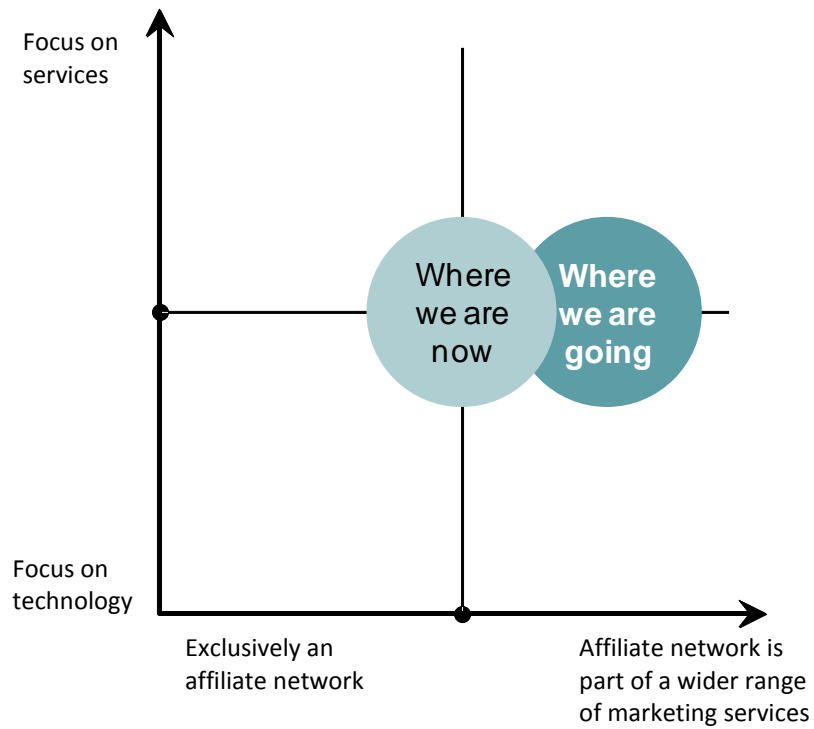 Focus on
services
Where
we are
now
Where
we are
going
Focus on
technology
Exclusively an
affiliate network
Affiliate network is
part of a wider range
of marketing services